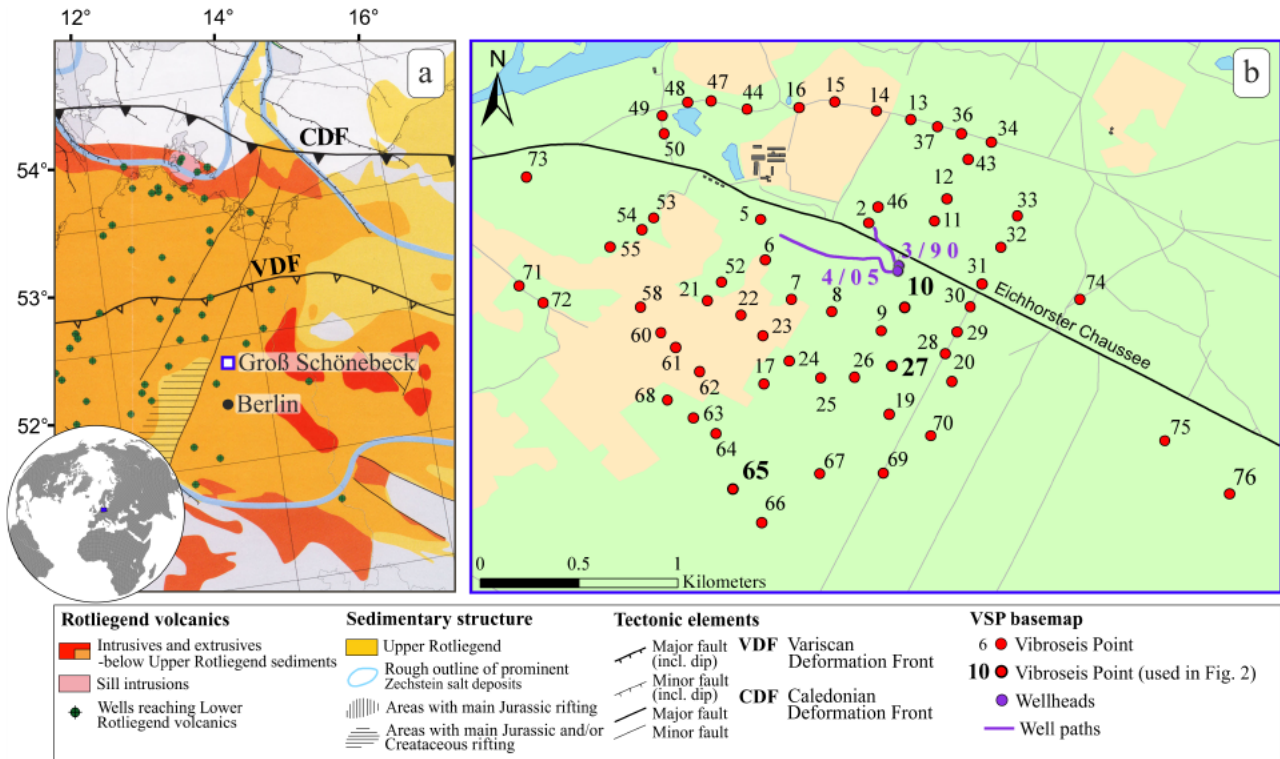 12°
14°
16°
a
CDF
54°
VDF
53°
Groß Schönebeck
Berlin
52°
b
N
48
47
44
16
15
14
13
36
34
49
50
37
43
73
12
33
53
54
55
5
2
46
11
32
3/90
4/05
6
71
72
52
21
22
7
8
10
31
74
Eichhorster Chaussee
58
30
60
23
9
29
61
24
26
27
28
20
62
17
25
68
63
19
64
70
75
65
67
69
76
66
0
0.5
1
Kilometers
Rotliegend volcanics
Intrusives and extrusives
-below Upper Rotliegend sediments
Sill intrusions
Wells reaching Lower
Rotliegend volcanics
Sedimentary structure
Upper Rotliegend
Rough outline of prominent
Zechstein salt deposits
Areas with main Jurassic rifting
Areas with main Jurassic and/or
Creataceous rifting
Tectonic elements
Major fault
(incl. dip)
Minor fault
(incl. dip)
Major fault
Minor fault
VDF Variscan
Deformation Front
CDF Caledonian
Deformation Front
VSP basemap
6 Vibroseis Point
10 Vibroseis Point (used in Fig. 2)
Wellheads
Well paths